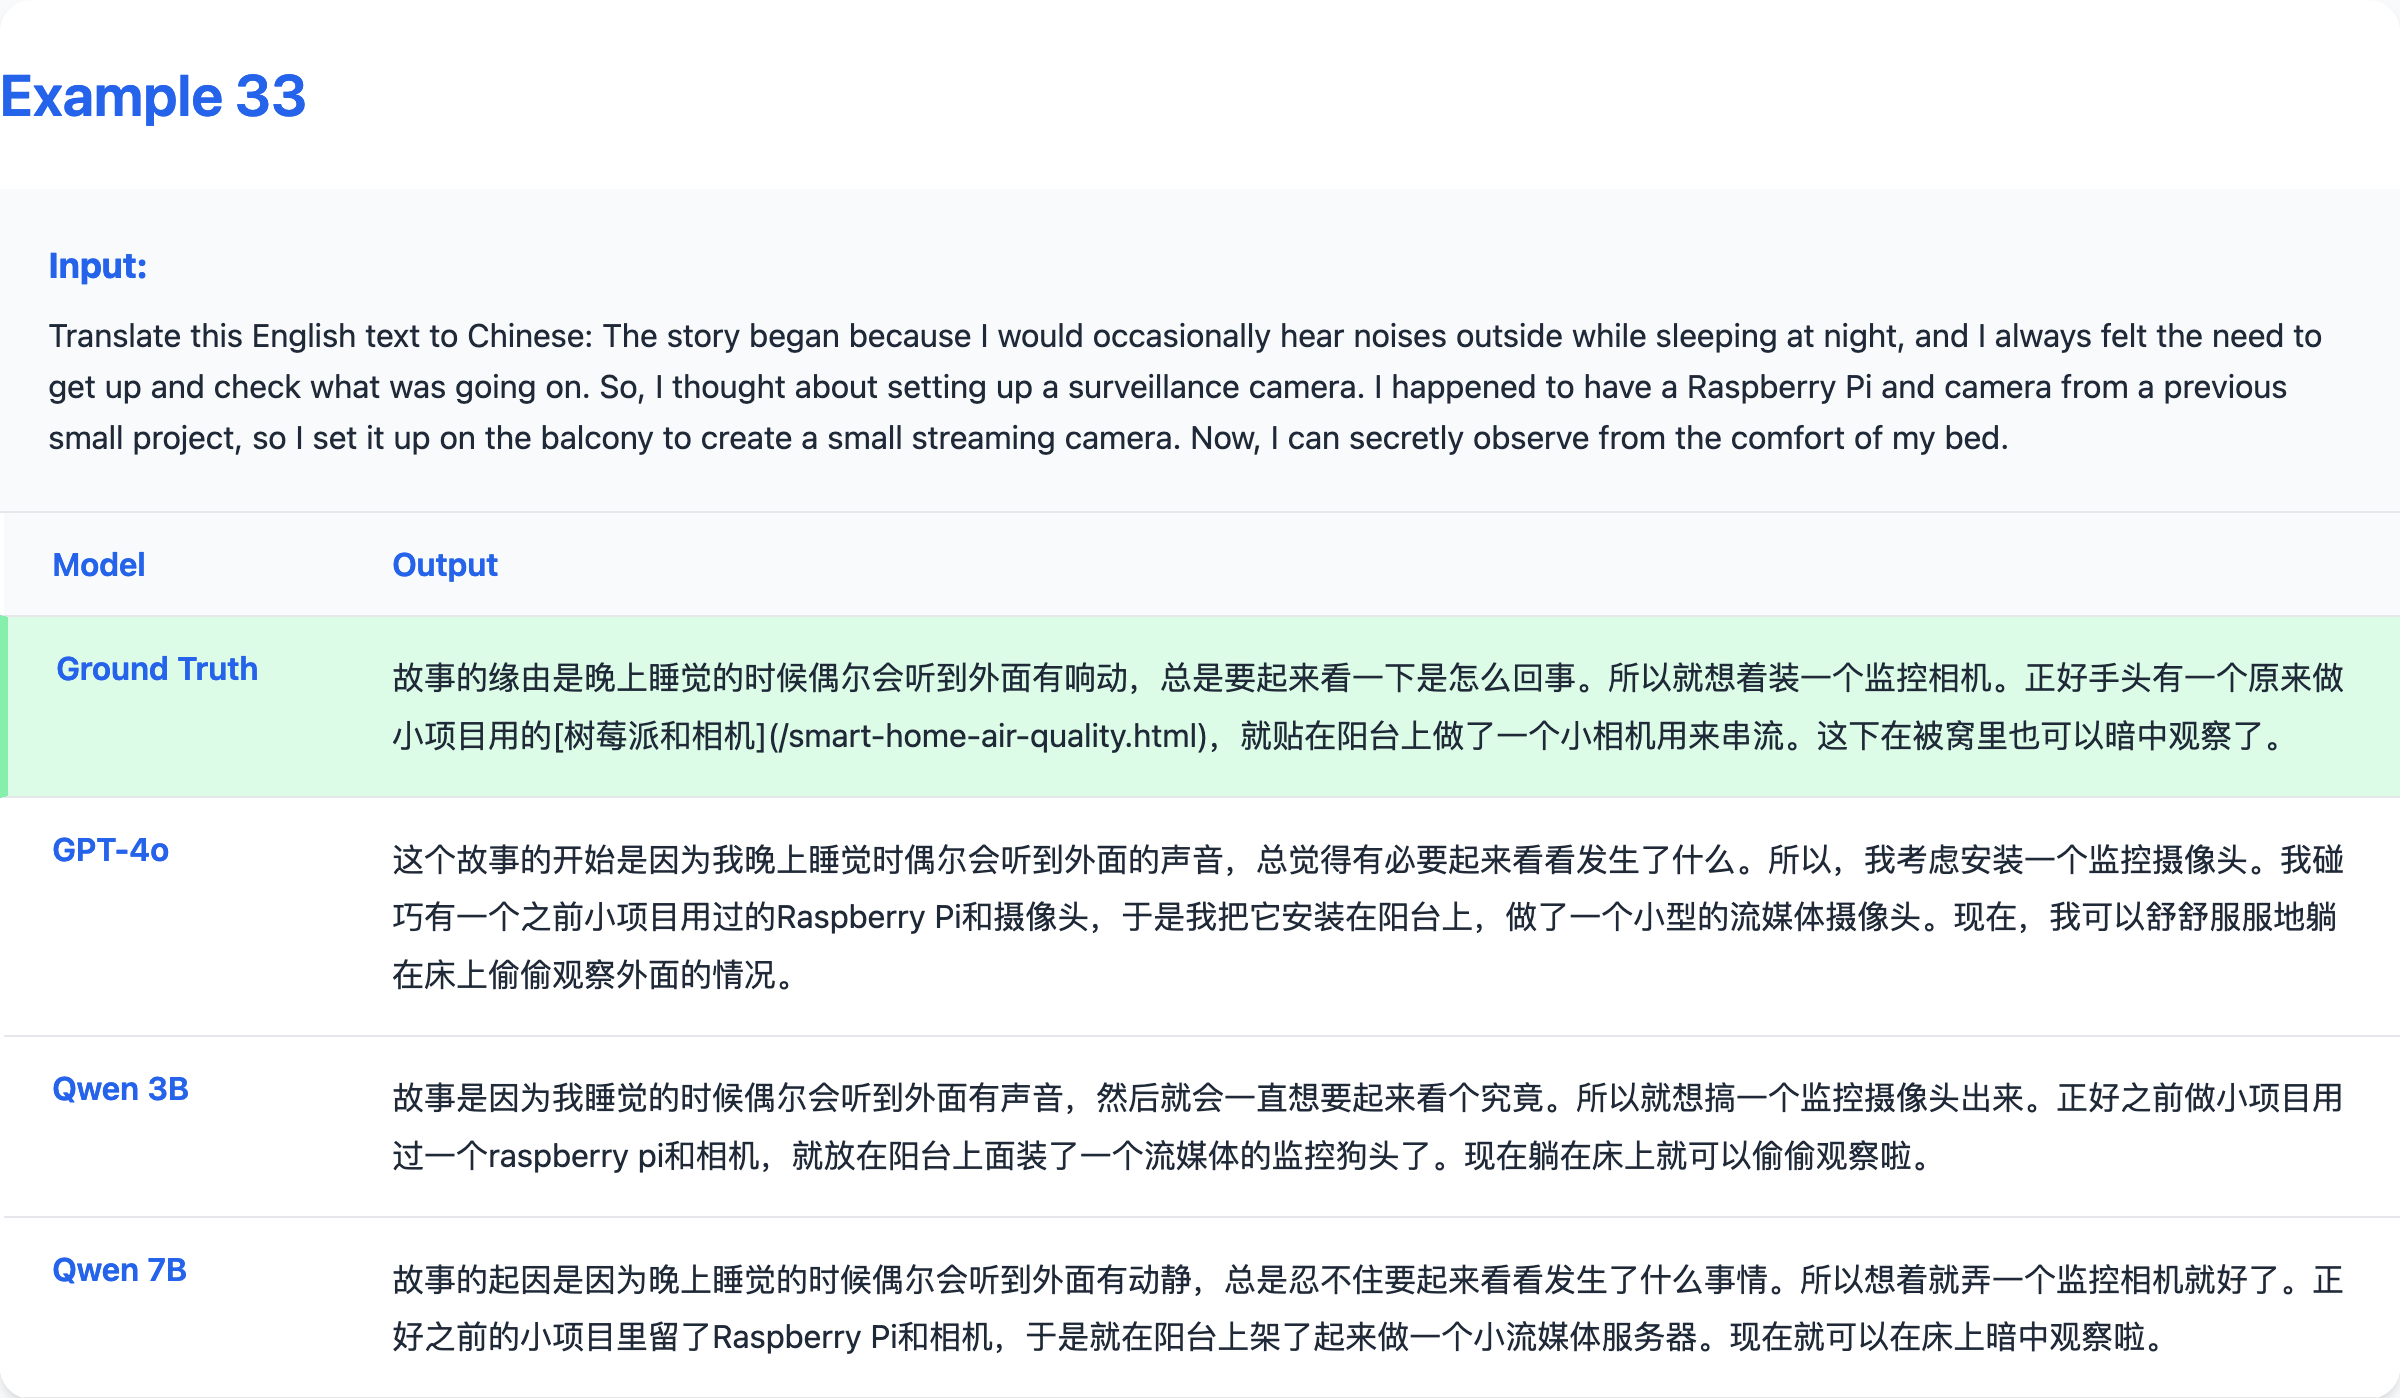 Example 33
Input:
Translate this English text to Chinese: The story began because I would occasionally hear noises outside while sleeping at night, and I always felt the need to
get up and check what was going on. So, I thought about setting up a surveillance camera. I happened to have a Raspberry Pi and camera from a previous
small project, so I set it up on the balcony to create a small streaming camera. Now, I can secretly observe from the comfort of my bed.
Model Output
Ground Truth 故事的缘由是晚上睡觉的时候偶尔会听到外面有响动，总是要起来看一下是怎么回事。所以就想着装一个监控相机。正好手头有一个原来做
小项目用的[树莓派和相机](/smart-home-air-quality.html)，就贴在阳台上做了一个小相机用来串流。这下在被窝里也可以暗中观察了。
GPT-4o 这个故事的开始是因为我晚上睡觉时偶尔会听到外面的声音，总觉得有必要起来看看发生了什么。所以，我考虑安装一个监控摄像头。我碰
巧有一个之前小项目用过的Raspberry Pi和摄像头，于是我把它安装在阳台上，做了一个小型的流媒体摄像头。现在，我可以舒舒服服地躺
在床上偷偷观察外面的情况。
Qwen 3B 故事是因为我睡觉的时候偶尔会听到外面有声音，然后就会一直想要起来看个究竟。所以就想搞一个监控摄像头出来。正好之前做小项目用
过一个raspberry pi和相机，就放在阳台上面装了一个流媒体的监控狗头了。现在躺在床上就可以偷偷观察啦。
Qwen 7B 故事的起因是因为晚上睡觉的时候偶尔会听到外面有动静，总是忍不住要起来看看发生了什么事情。所以想着就弄一个监控相机就好了。正
好之前的小项目里留了Raspberry Pi和相机，于是就在阳台上架了起来做一个小流媒体服务器。现在就可以在床上暗中观察啦。